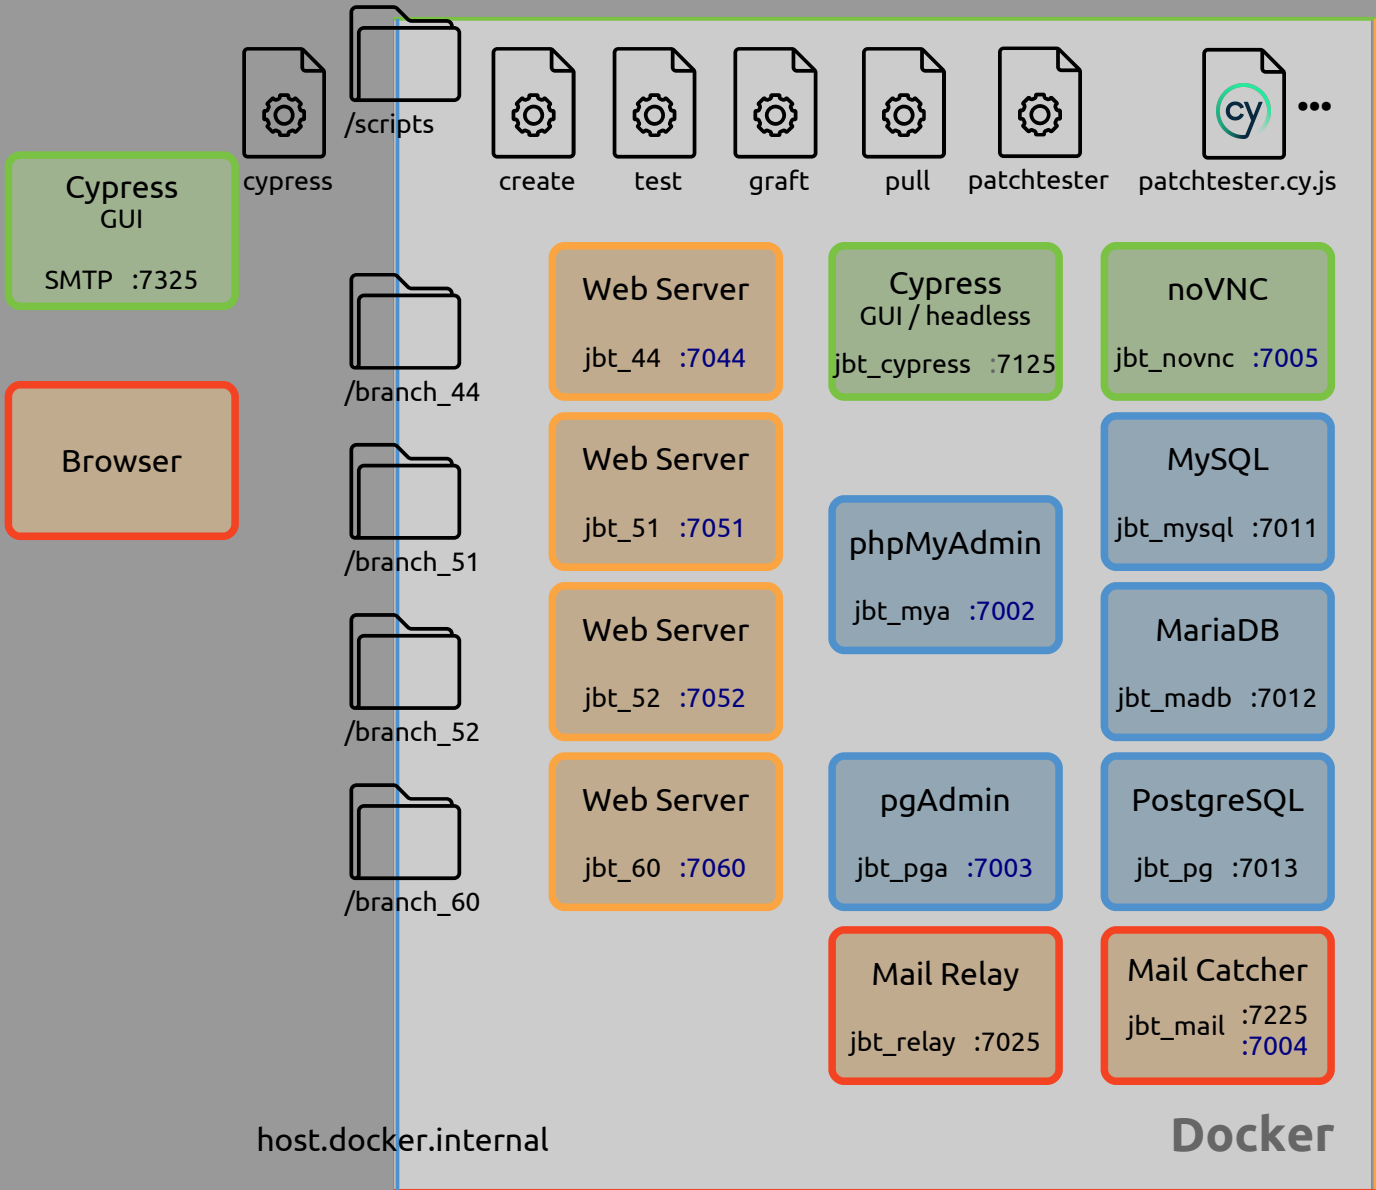 /scripts
cypress
create
test
graft
pull
patchtester
cy
patchtester.cy.js
•••
Cypress
GUI
SMTP :7325
Browser
/branch_44
/branch_51
/branch_52
/branch_60
Web Server
jbt_44 :7044
Web Server
jbt_51 :7051
Web Server
jbt_52 :7052
Web Server
jbt_60 :7060
Cypress
GUI / headless
jbt_cypress :7125
phpMyAdmin
jbt_mya :7002
pgAdmin
jbt_pga :7003
Mail Relay
jbt_relay :7025
noVNC
jbt_novnc :7005
MySQL
jbt_mysql :7011
MariaDB
jbt_madb :7012
PostgreSQL
jbt_pg :7013
Mail Catcher
jbt_mail :7225
:7004
host.docker.internal
Docker